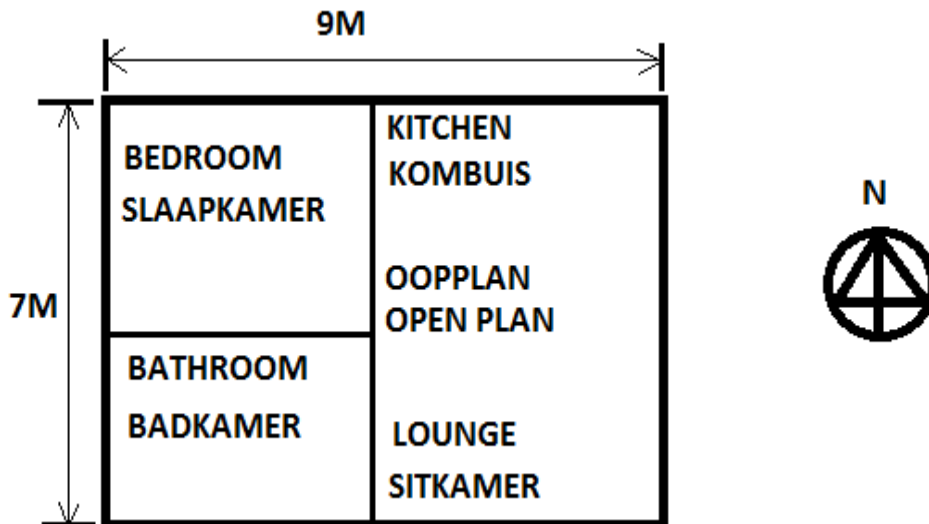 9M
BEDROOM
SLAAPKAMER
KITCHEN
KOMBUIS
N
7M
OOPPLAN
OPEN PLAN
BATHROOM
BADKAMER
LOUNGE
SITKAMER